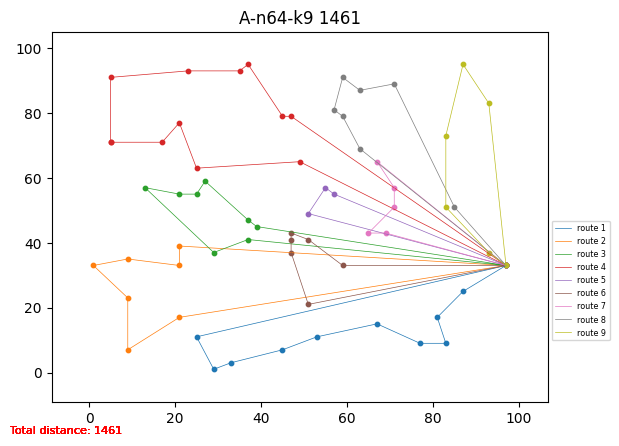 A-n64-k9 1461
100
80
60
40
20
0
0 20 40 60 80 100
route 1
route 2
route 3
route 4
route 5
route 6
route 7
route 8
route 9
Total distance: 1461